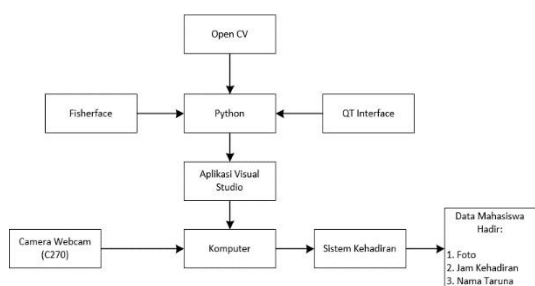 Open CV
Fisherface
Python
QT Interface
Aplikasi Visual
Studio
Camera Webcam
(C270)
Komputer
Sistem Kehadiran
Data Mahasiswa
Hadir:
1. Foto
2. Jam Kehadiran
3. Nama Taruna